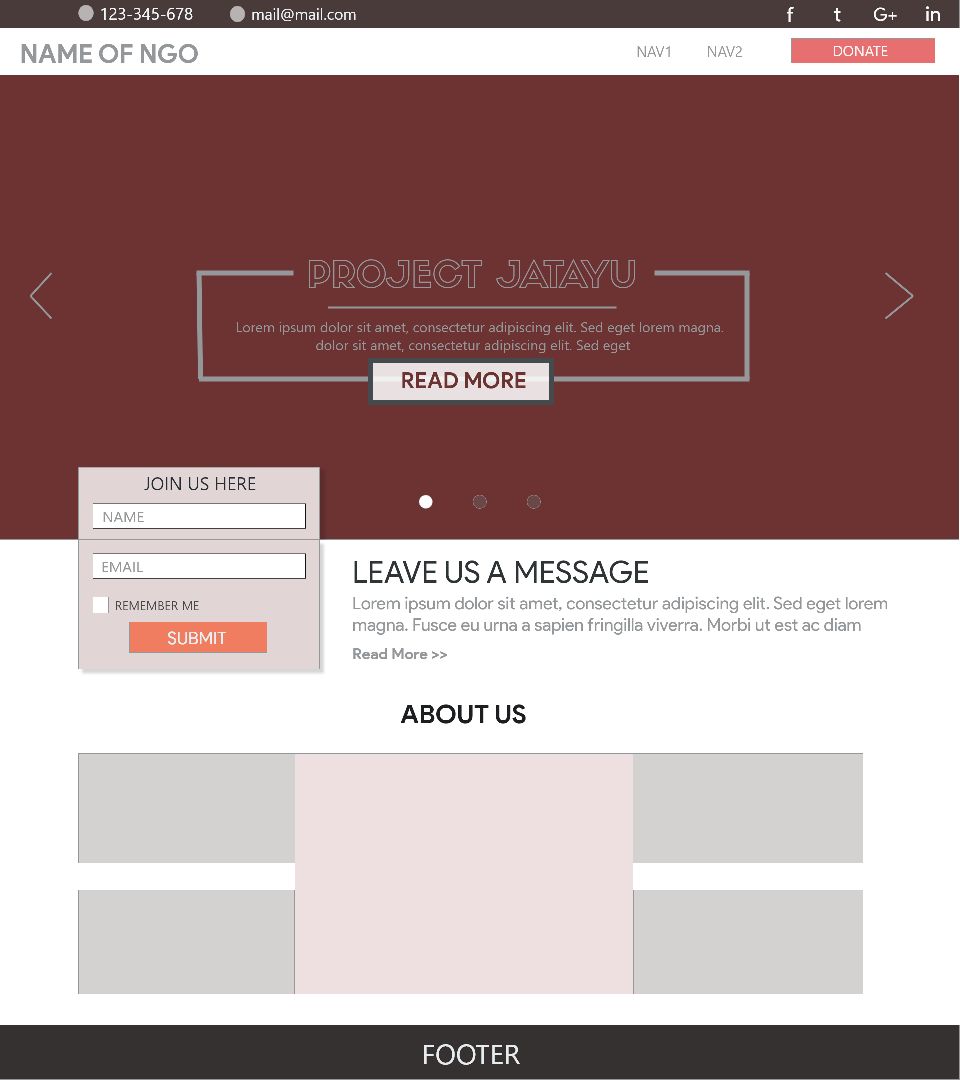 123-345-678 mail@mail.com f t G+ in
NAME OF NGO NAV1 NAV2 DONATE
PROJECT JATAYU
Lorem ipsum dolor sit amet, consectetur adipiscing elit. Sed eget lorem magna.
dolor sit amet, consectetur adipiscing elit. Sed eget
READ MORE
JOIN US HERE
NAME
EMAIL
REMEMBER ME
SUBMIT
LEAVE US A MESSAGE
Lorem ipsum dolor sit amet, consectetur adipiscing elit. Sed eget lorem
magna. Fusce eu urna a sapien fringilla viverra. Morbi ut est ac diam
Read More >>
ABOUT US
FOOTER